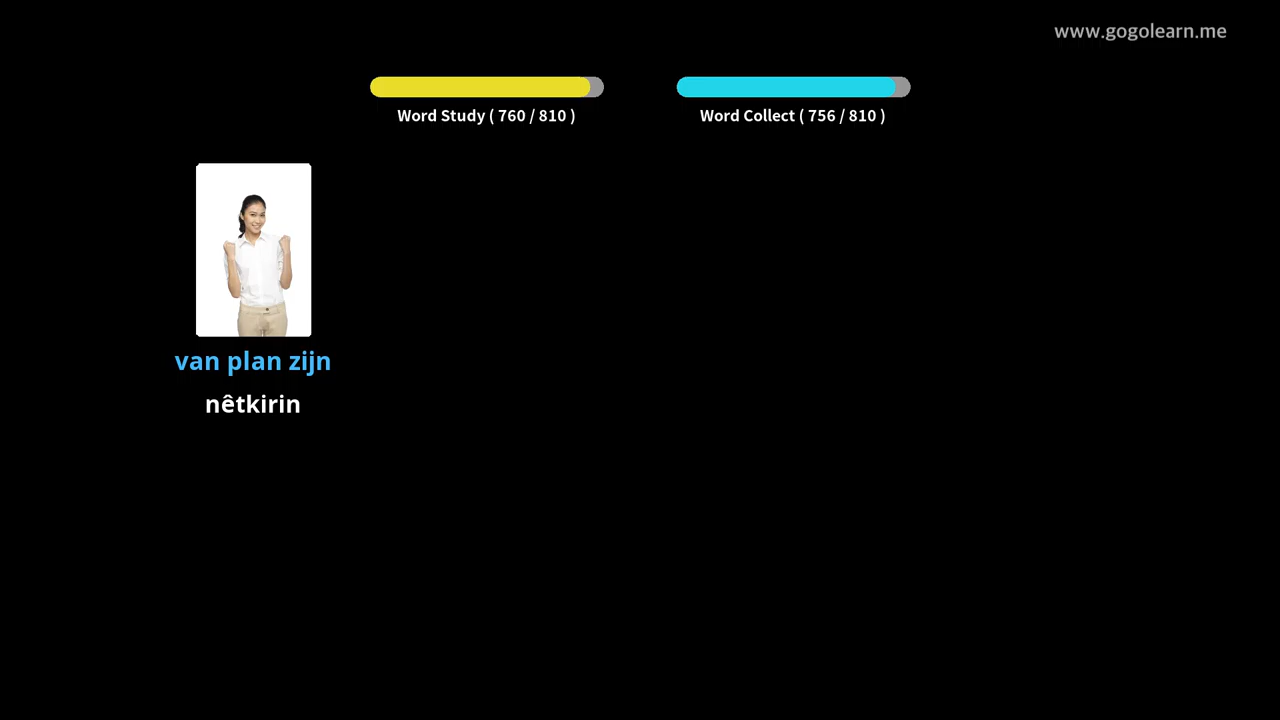 www.gogolearn.me
Word Study ( 760 / 810 )
Word Collect ( 756 / 810 )
van plan zijn
nêtkirin